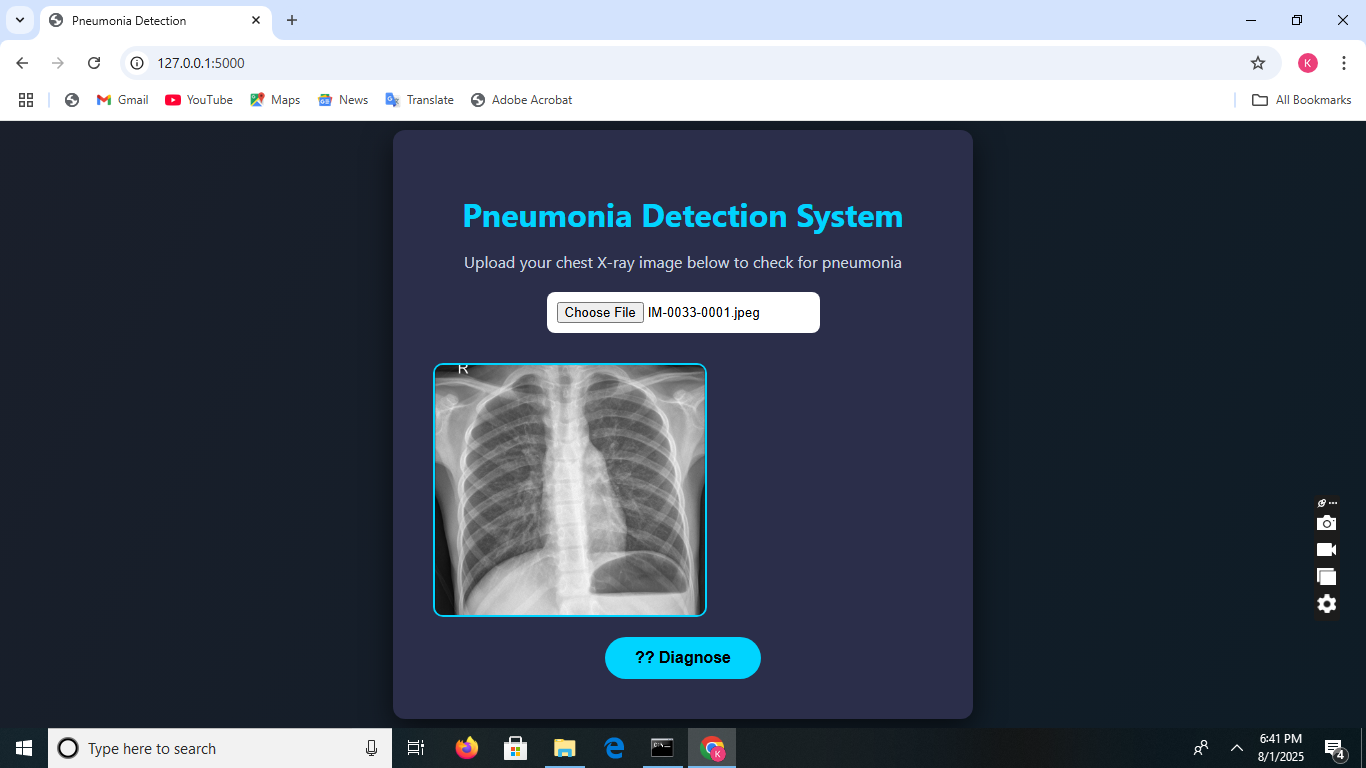 Pneumonia Detection
127.0.0.1:5000
Gmail YouTube Maps News Translate Adobe Acrobat All Bookmarks
K
Pneumonia Detection System
Upload your chest X-ray image below to check for pneumonia
Choose File IM-0033-0001.jpeg
R
?? Diagnose
Type here to search
K
6:41 PM
8/1/2025
4